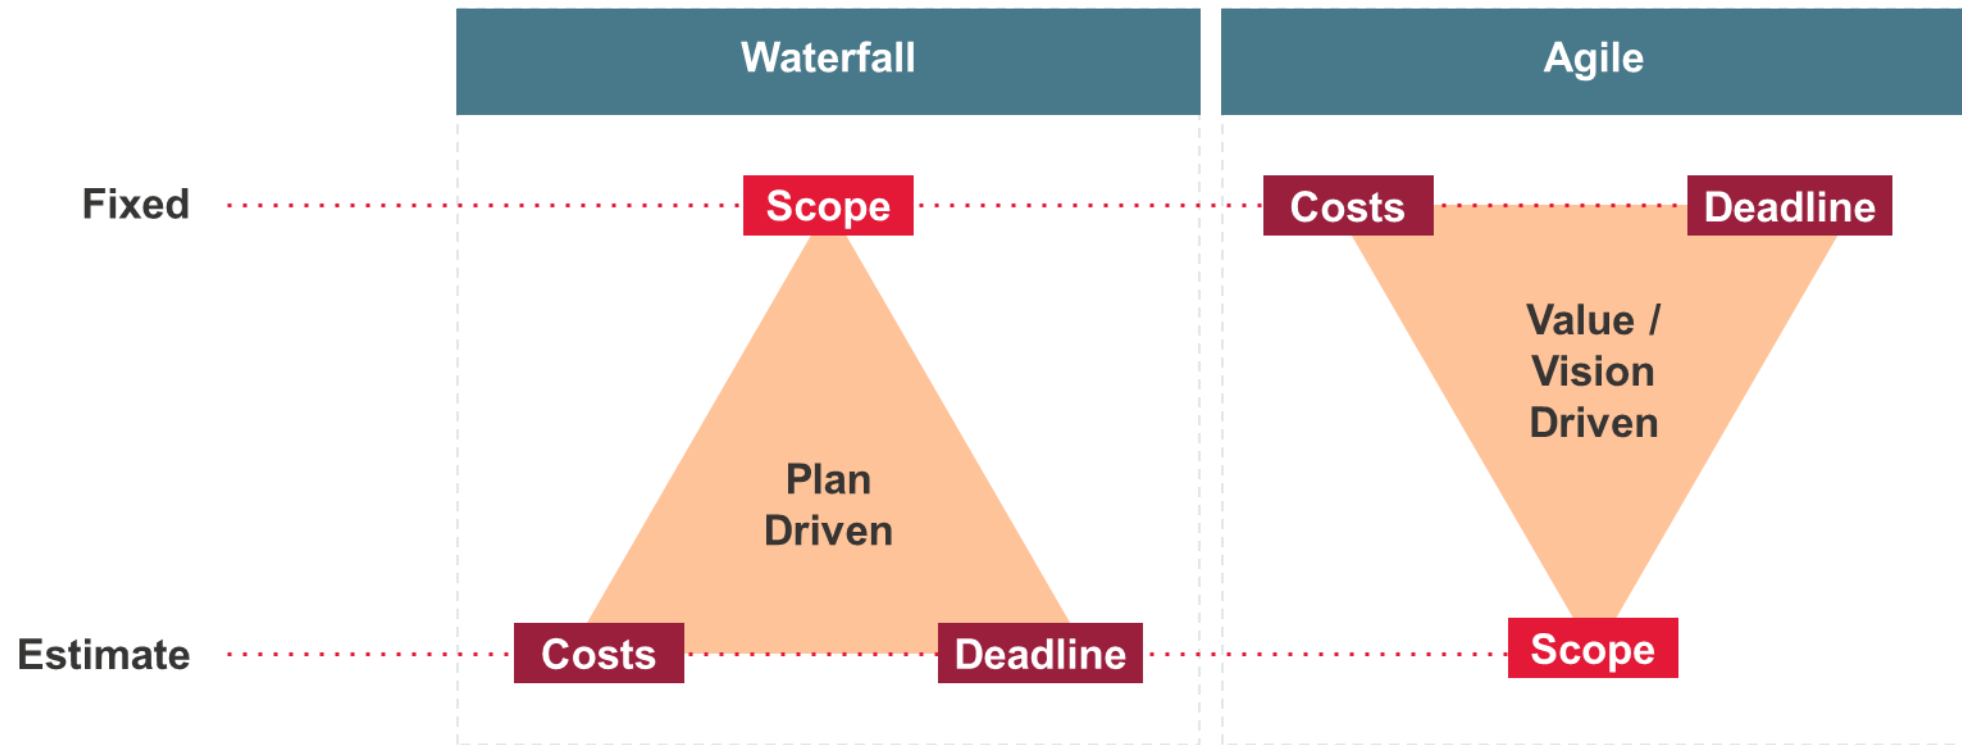 Waterfall
Agile
Fixed
Scope
Costs
Deadline
Value /
Vision
Driven
Plan
Driven
Estimate
Costs
Deadline
Scope